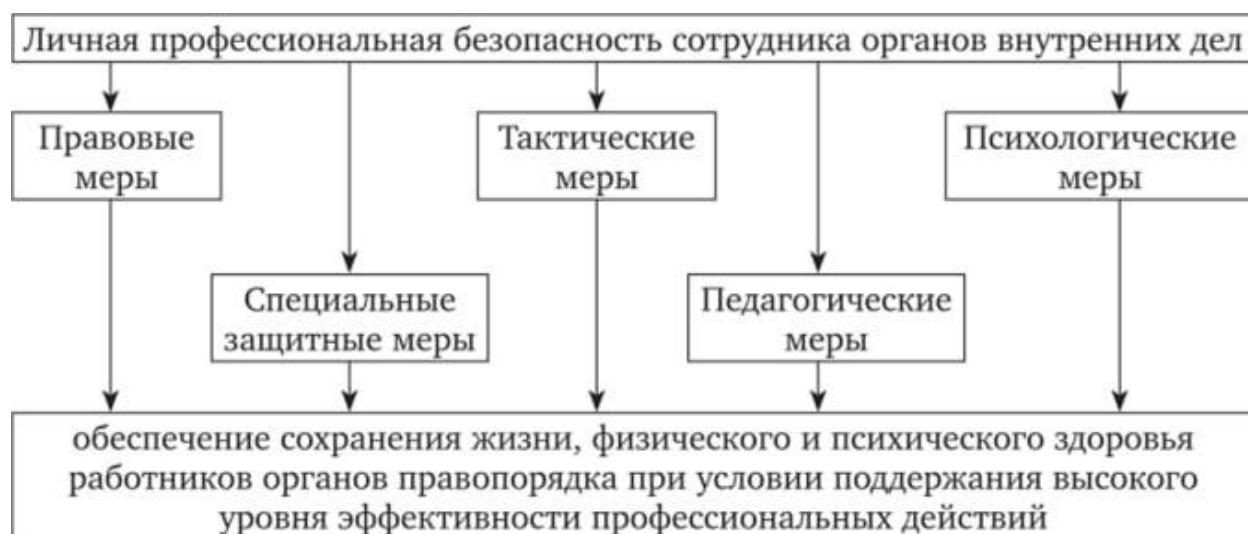 Личная профессиональная безопасность сотрудника органов внутренних дел
Правовые
меры
Тактические
меры
Психологические
меры
Специальные
защитные меры
Педагогические
меры
обеспечение сохранения жизни, физического и психического здоровья
работников органов правопорядка при условии поддержания высокого
уровня эффективности профессиональных действий